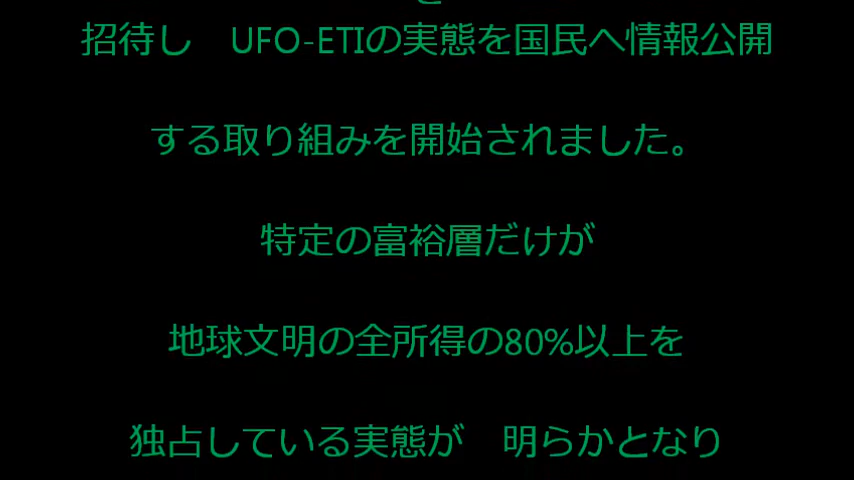 招待し　UFO-ETIの実態を国民へ情報公開
する取り組みを開始されました。
特定の富裕層だけが
地球文明の全所得の80%以上を
独占している実態が　明らかとなり